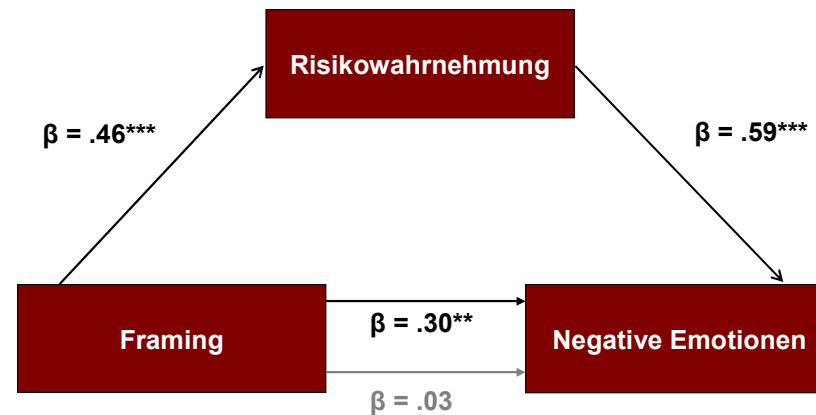 Risikowahrnehmung
β = .46***
β = .59***
Framing
β = .30**
Negative Emotionen
β = .03